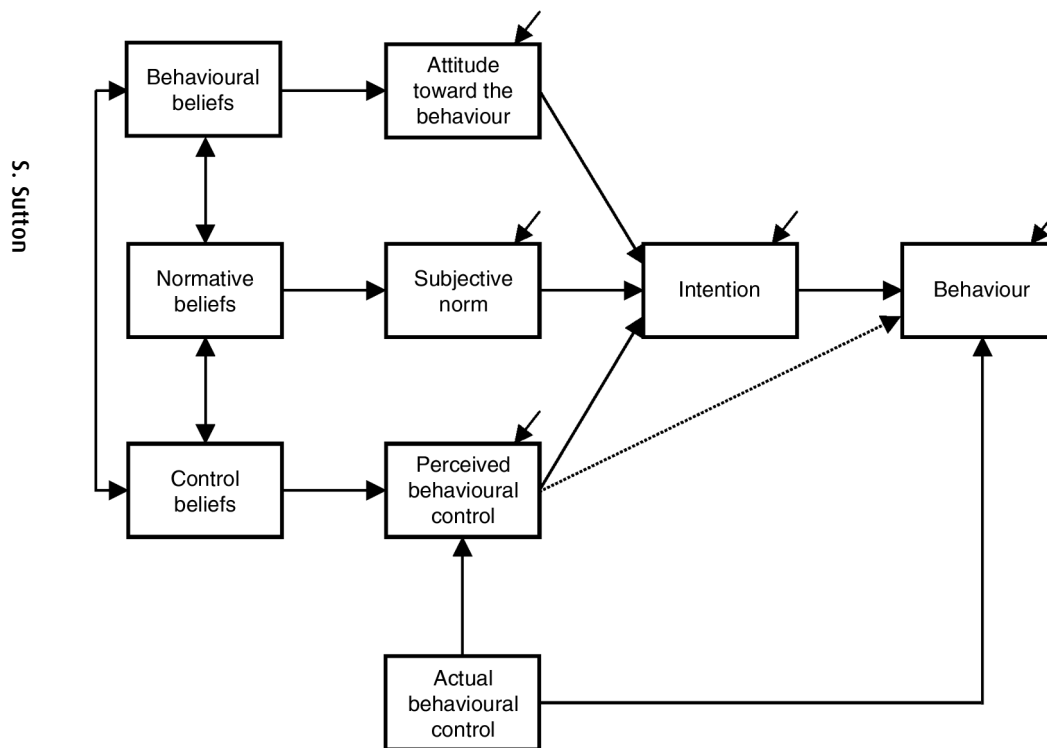 Behavioural
beliefs
Attitude
toward the
behaviour
S. Sutton
Normative
beliefs
Subjective
norm
Intention
Behaviour
Control
beliefs
Perceived
behavioural
control
Actual
behavioural
control